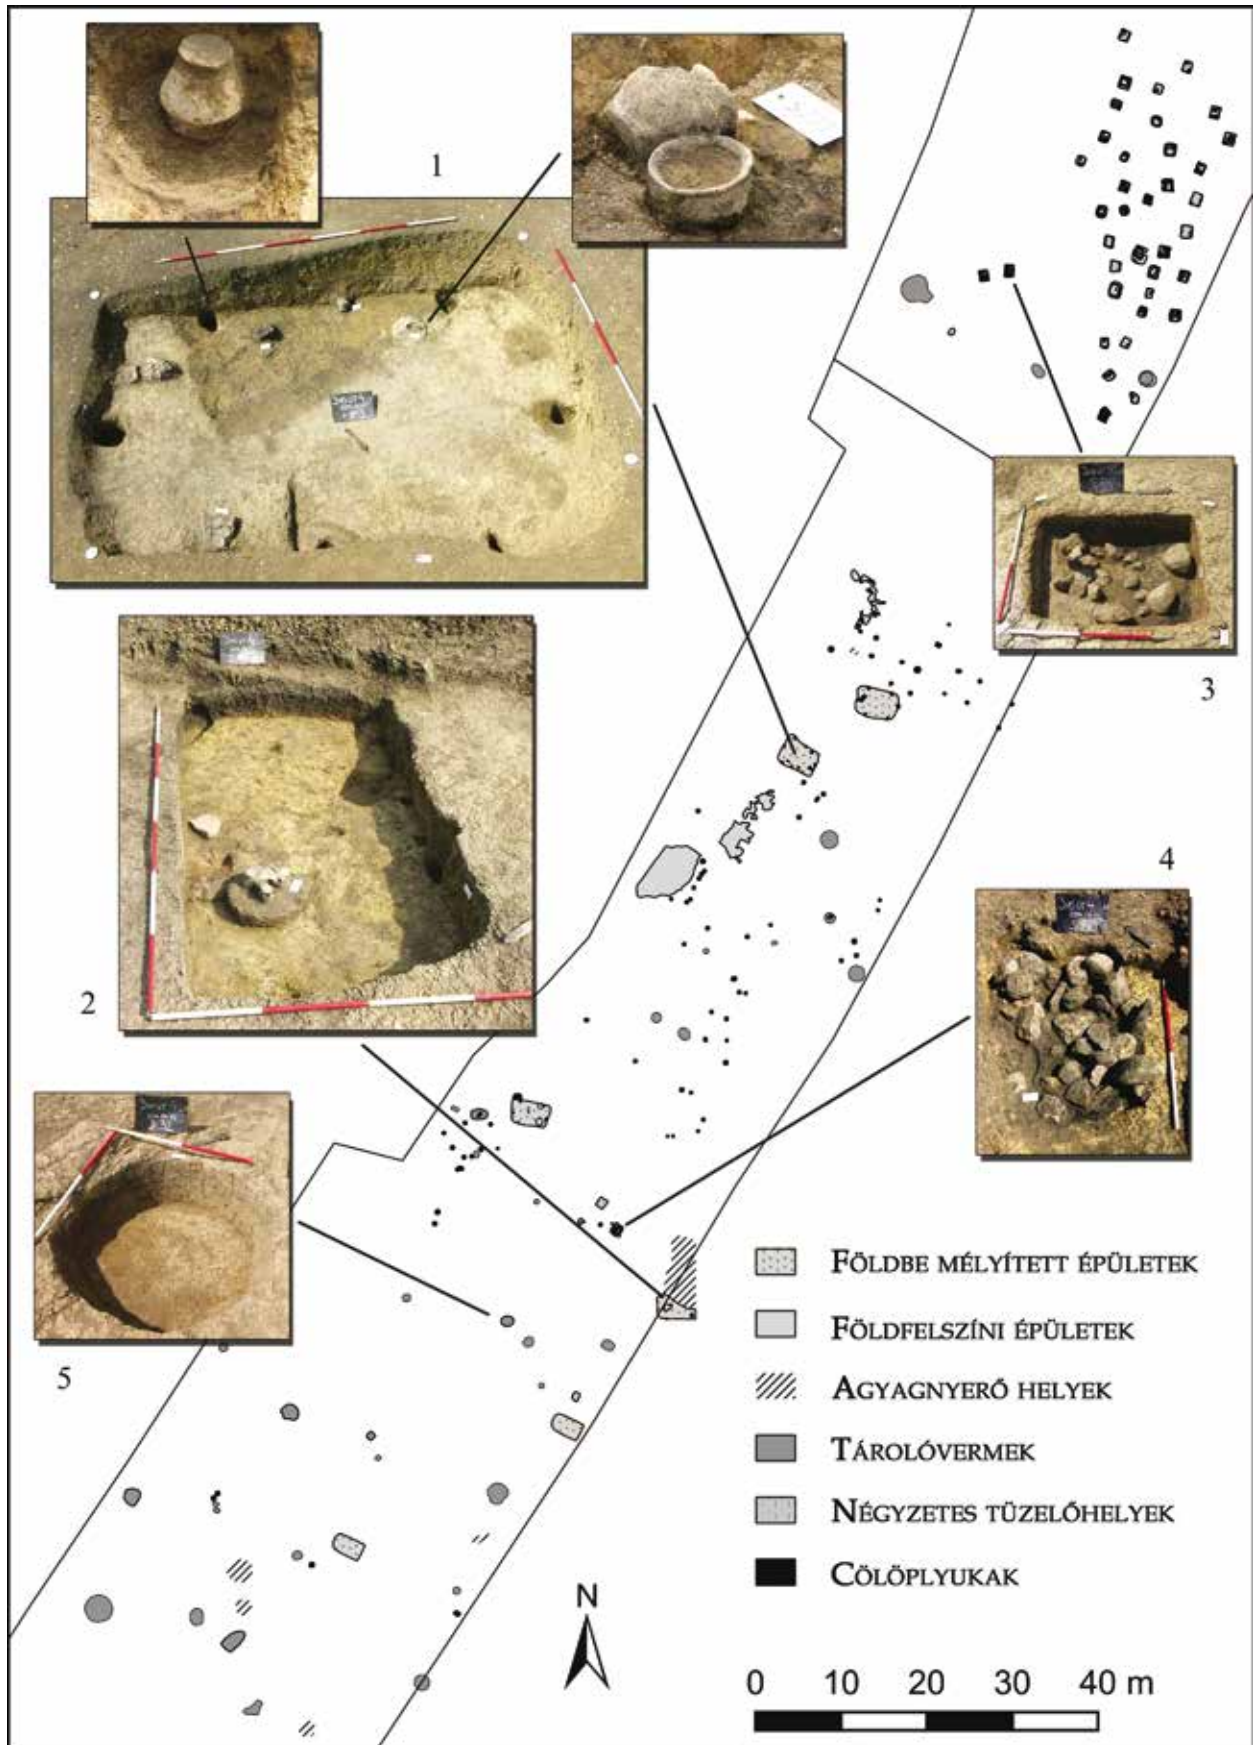 1
2
3
4
5
FÖLDBE MÉLYÍTETT ÉPÜLETEK
FÖLDFELSZÍNI ÉPÜLETEK
AGYAGNYERŐ HELYEK
TÁROLÓVERMEK
NÉGYZETES TÜZELŐHELYEK
CÖLÖPLYUKAK
N
0 10 20 30 40 m